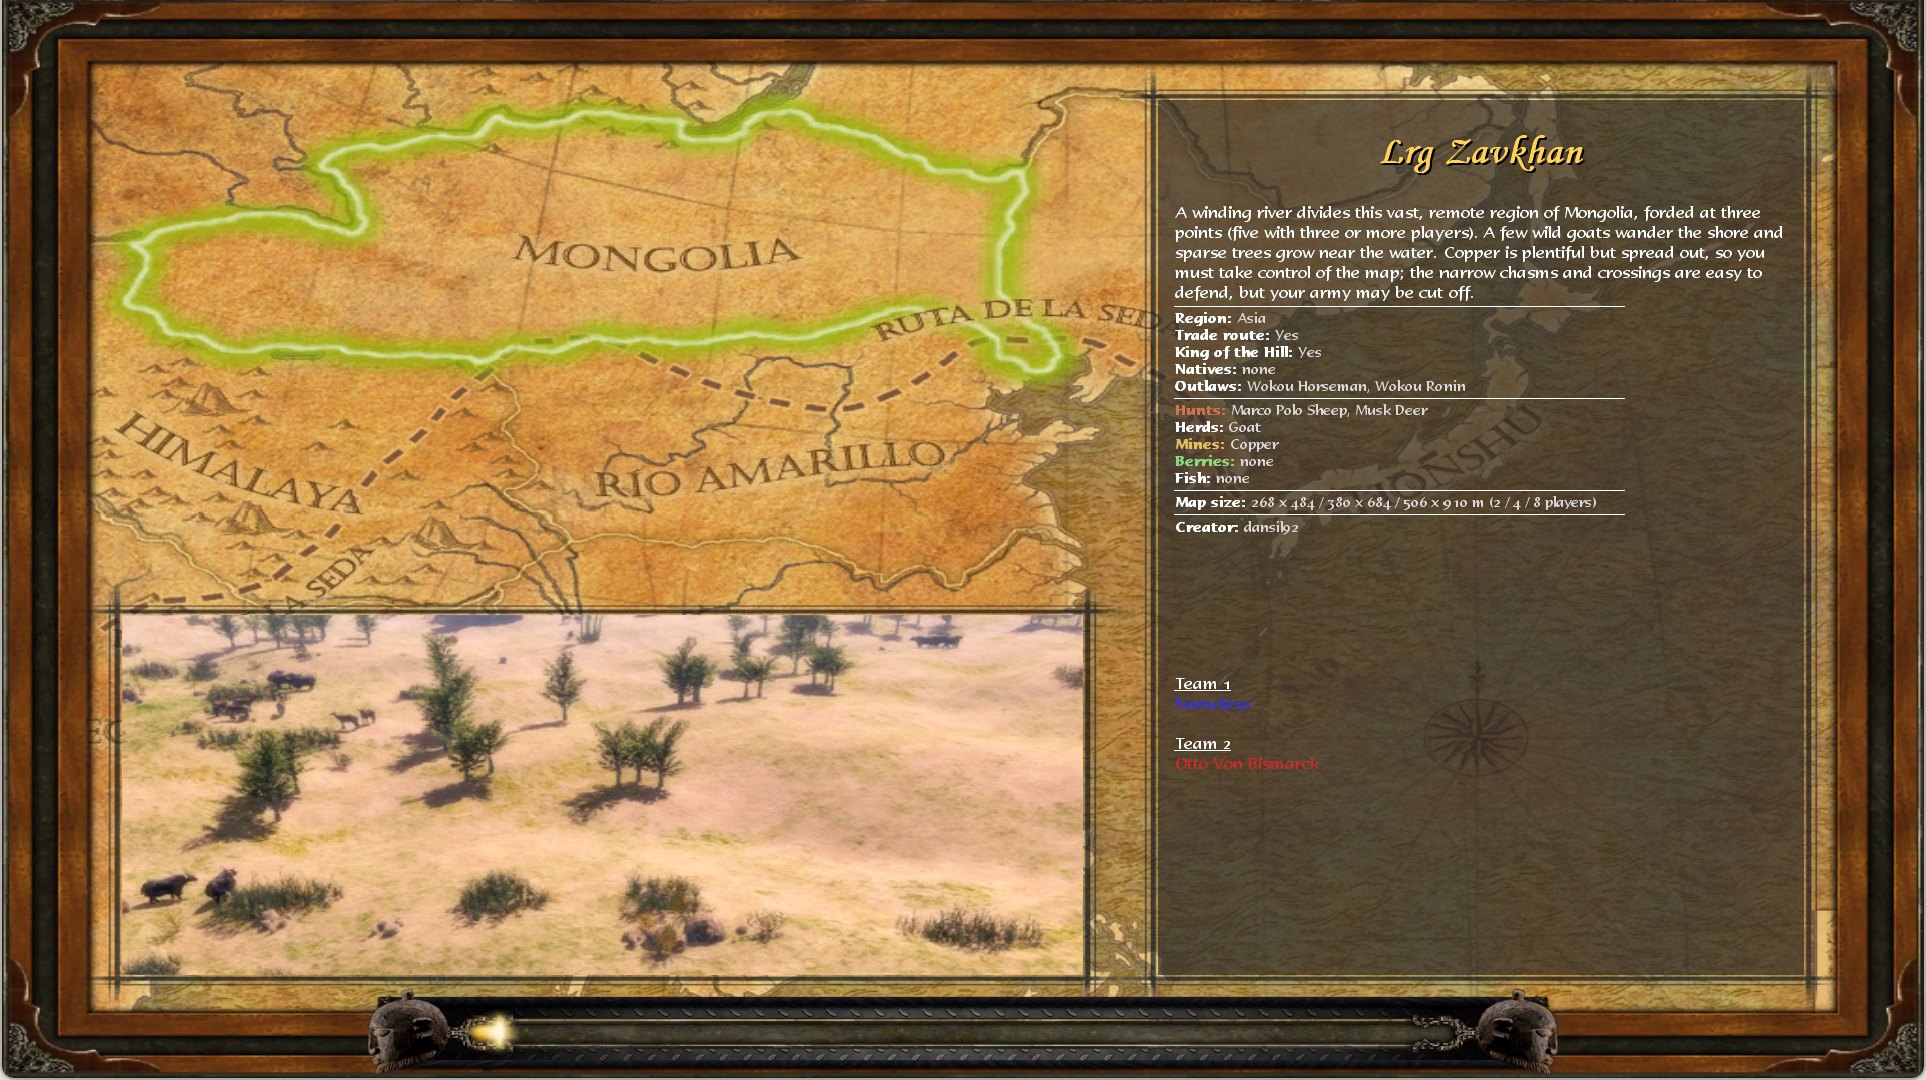 MONGOLIA
RUTA DE LA SEDA
HIMALAYA
RIO AMARILLO
LA SEDA
Lrg Zavkhan
A winding river divides this vast, remote region of Mongolia, forded at three
points (five with three or more players). A few wild goats wander the shore and
sparse trees grow near the water. Copper is plentiful but spread out, so you
must take control of the map; the narrow chasms and crossings are easy to
defend, but your army may be cut off.
Region: Asia
Trade route: Yes
King of the Hill: Yes
Natives: none
Outlaws: Wokou Horseman, Wokou Ronin
Hunts: Marco Polo Sheep, Musk Deer
Herds: Goat
Mines: Copper
Berries: none
Fish: none
Map size: 268 x 484 / 380 x 684 / 506 x 910 m (2 / 4 / 8 players)
Creator: dansil92
Team 1
Nameless
Team 2
Otto Von Bismarck